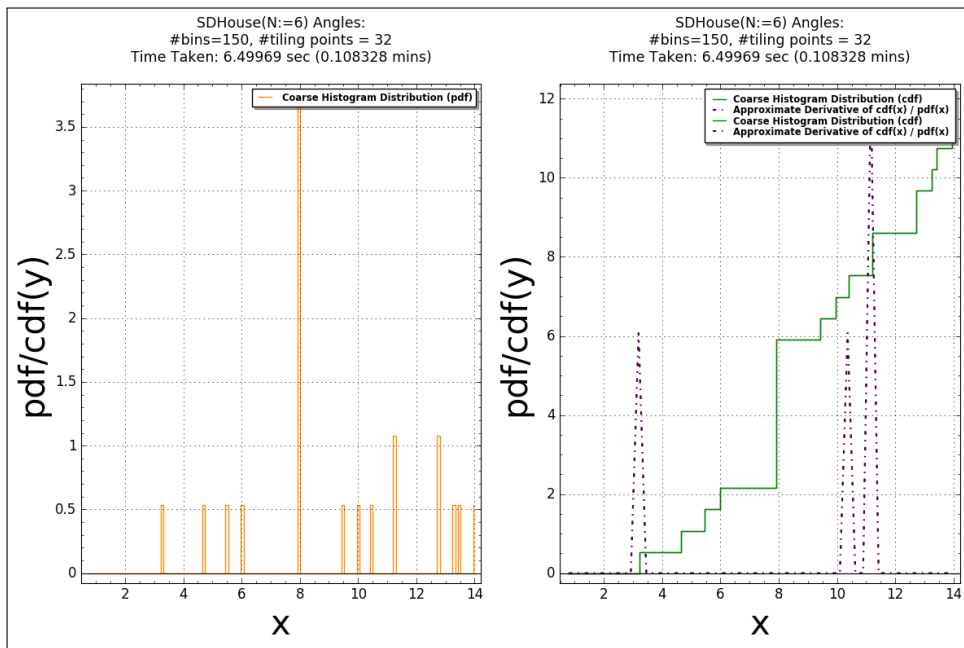 SDHouse(N:=6) Angles:
#bins=150, #tiling points = 32
Time Taken: 6.49969 sec (0.108328 mins)
Coarse Histogram Distribution (pdf)
pdf/cdf(y)
3.5
3
2.5
2
1.5
1
0.5
0
2
4
6
8
10
12
14
x
SDHouse(N:=6) Angles:
#bins=150, #tiling points = 32
Time Taken: 6.49969 sec (0.108328 mins)
Coarse Histogram Distribution (cdf)
Approximate Derivative of cdf(x) / pdf(x)
Coarse Histogram Distribution (cdf)
Approximate Derivative of cdf(x) / pdf(x)
pdf/cdf(y)
12
10
8
6
4
2
0
2
4
6
8
10
12
14
x